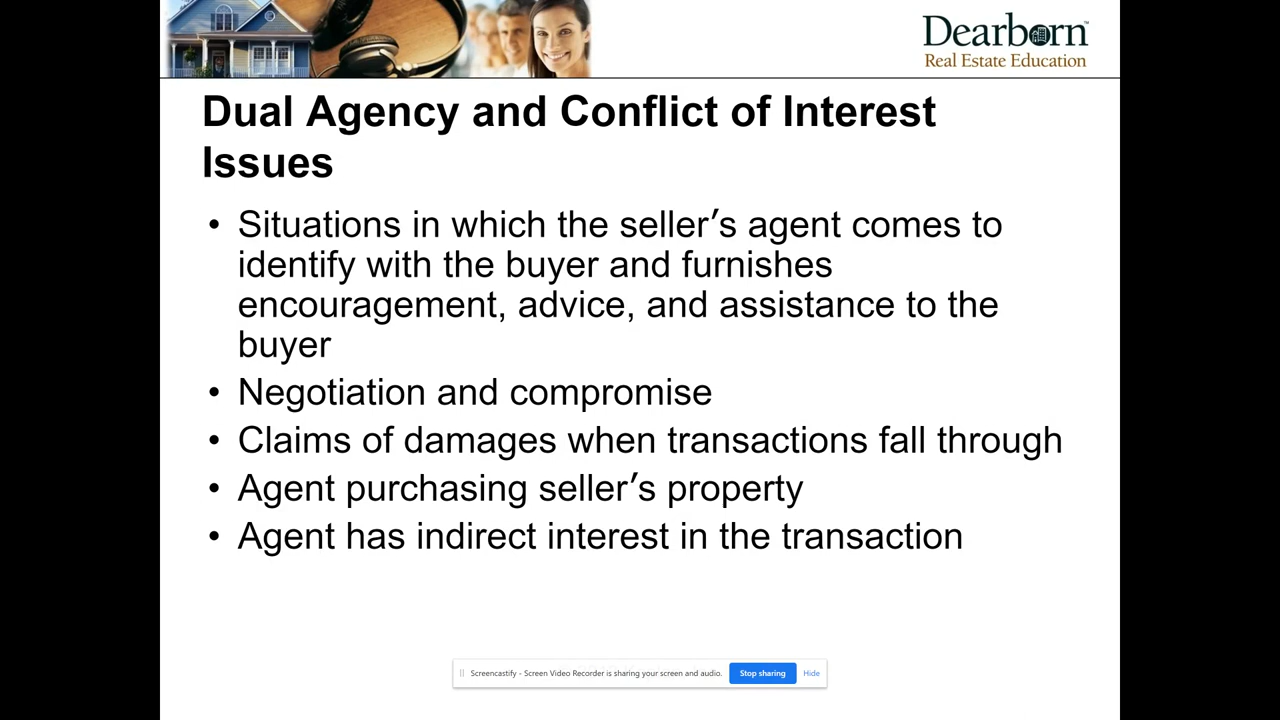 Dearborn™
Real Estate Education
Dual Agency and Conflict of Interest
Issues
• Situations in which the seller’s agent comes to
identify with the buyer and furnishes
encouragement, advice, and assistance to the
buyer
• Negotiation and compromise
• Claims of damages when transactions fall through
• Agent purchasing seller’s property
• Agent has indirect interest in the transaction
Screencastify - Screen Video Recorder is sharing your screen and audio. Stop sharing Hide